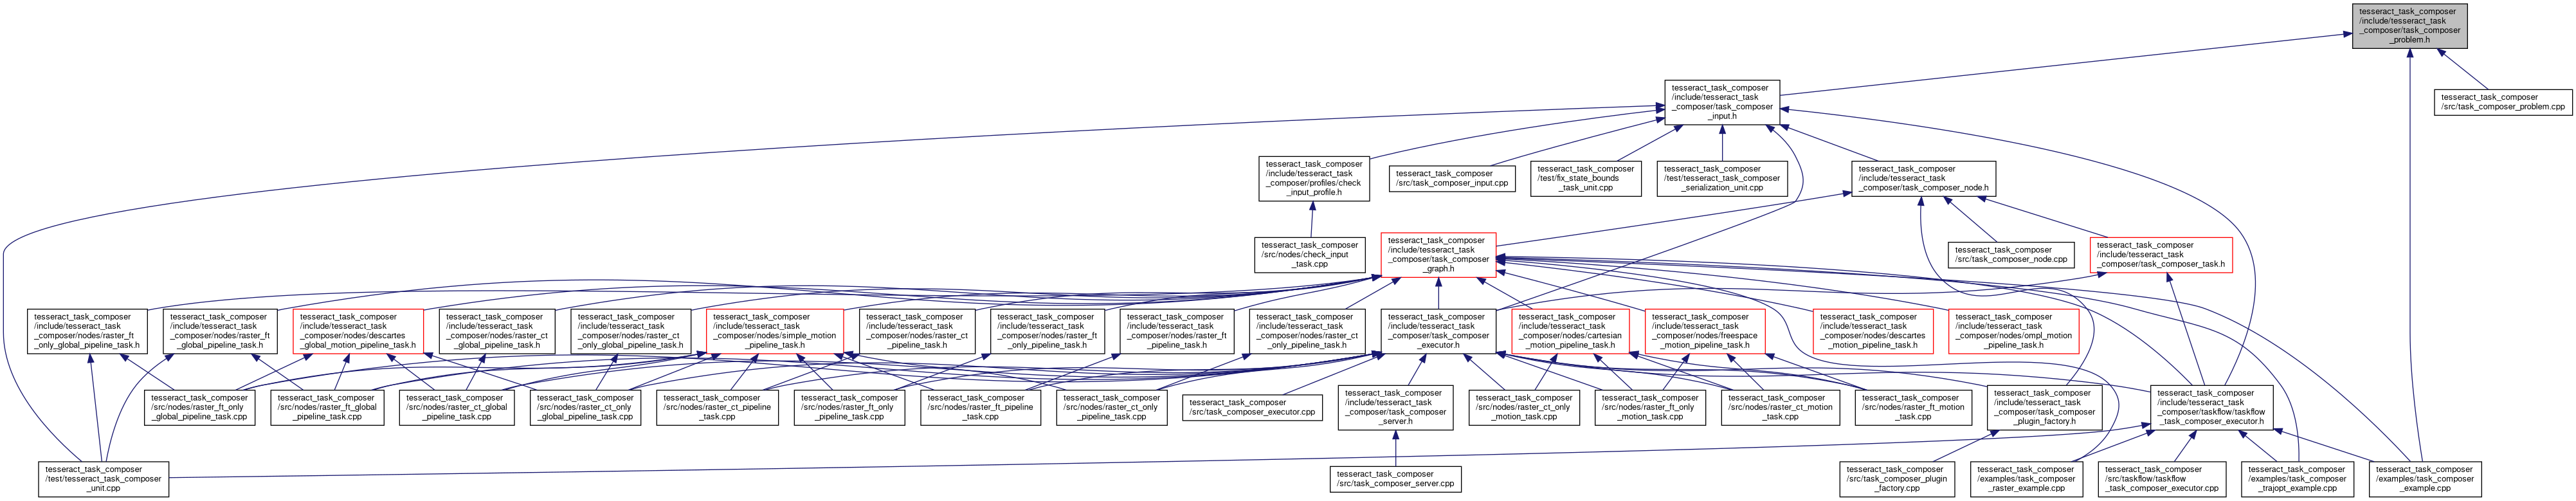 tesseract_task_composer
/include/tesseract_task
_composer/task_composer
_problem.h
tesseract_task_composer
/include/tesseract_task
_composer/task_composer
_input.h
tesseract_task_composer
/src/task_composer_problem.cpp
tesseract_task_composer
/include/tesseract_task
_composer/profiles/check
_input_profile.h
tesseract_task_composer
/src/task_composer_input.cpp
tesseract_task_composer
/test/fix_state_bounds
_task_unit.cpp
tesseract_task_composer
/test/tesseract_task_composer
_serialization_unit.cpp
tesseract_task_composer
/include/tesseract_task
_composer/task_composer_node.h
tesseract_task_composer
/src/nodes/check_input
_task.cpp
tesseract_task_composer
/include/tesseract_task
_composer/task_composer
_graph.h
tesseract_task_composer
/src/task_composer_node.cpp
tesseract_task_composer
/include/tesseract_task
_composer/task_composer_task.h
tesseract_task_composer
/include/tesseract_task
_composer/nodes/raster_ft
_only_global_pipeline_task.h
tesseract_task_composer
/include/tesseract_task
_composer/nodes/raster_ft
_global_pipeline_task.h
tesseract_task_composer
/include/tesseract_task
_composer/nodes/descartes
_global_motion_pipeline_task.h
tesseract_task_composer
/include/tesseract_task
_composer/nodes/raster_ct
_global_pipeline_task.h
tesseract_task_composer
/include/tesseract_task
_composer/nodes/raster_ct
_only_global_pipeline_task.h
tesseract_task_composer
/include/tesseract_task
_composer/nodes/simple_motion
_pipeline_task.h
tesseract_task_composer
/include/tesseract_task
_composer/nodes/raster_ct
_pipeline_task.h
tesseract_task_composer
/include/tesseract_task
_composer/nodes/raster_ft
_only_pipeline_task.h
tesseract_task_composer
/include/tesseract_task
_composer/nodes/raster_ft
_pipeline_task.h
tesseract_task_composer
/include/tesseract_task
_composer/nodes/raster_ct
_only_pipeline_task.h
tesseract_task_composer
/include/tesseract_task
_composer/task_composer
_executor.h
tesseract_task_composer
/include/tesseract_task
_composer/nodes/cartesian
_motion_pipeline_task.h
tesseract_task_composer
/include/tesseract_task
_composer/nodes/freespace
_motion_pipeline_task.h
tesseract_task_composer
/include/tesseract_task
_composer/nodes/descartes
_motion_pipeline_task.h
tesseract_task_composer
/include/tesseract_task
_composer/nodes/ompl_motion
_pipeline_task.h
tesseract_task_composer
/src/nodes/raster_ft_only
_global_pipeline_task.cpp
tesseract_task_composer
/src/nodes/raster_ft_global
_pipeline_task.cpp
tesseract_task_composer
/src/nodes/raster_ct_global
_pipeline_task.cpp
tesseract_task_composer
/src/nodes/raster_ct_only
_global_pipeline_task.cpp
tesseract_task_composer
/src/nodes/raster_ct_pipeline
_task.cpp
tesseract_task_composer
/src/nodes/raster_ft_only
_pipeline_task.cpp
tesseract_task_composer
/src/nodes/raster_ft_pipeline
_task.cpp
tesseract_task_composer
/src/nodes/raster_ct_only
_pipeline_task.cpp
tesseract_task_composer
/src/task_composer_executor.cpp
tesseract_task_composer
/include/tesseract_task
_composer/task_composer
_server.h
tesseract_task_composer
/src/nodes/raster_ct_only
_motion_task.cpp
tesseract_task_composer
/src/nodes/raster_ft_only
_motion_task.cpp
tesseract_task_composer
/src/nodes/raster_ct_motion
_task.cpp
tesseract_task_composer
/src/nodes/raster_ft_motion
_task.cpp
tesseract_task_composer
/include/tesseract_task
_composer/task_composer
_plugin_factory.h
tesseract_task_composer
/include/tesseract_task
_composer/taskflow/taskflow
_task_composer_executor.h
tesseract_task_composer
/test/tesseract_task_composer
_unit.cpp
tesseract_task_composer
/src/task_composer_server.cpp
tesseract_task_composer
/src/task_composer_plugin
_factory.cpp
tesseract_task_composer
/examples/task_composer
_raster_example.cpp
tesseract_task_composer
/src/taskflow/taskflow
_task_composer_executor.cpp
tesseract_task_composer
/examples/task_composer
_trajopt_example.cpp
tesseract_task_composer
/examples/task_composer
_example.cpp